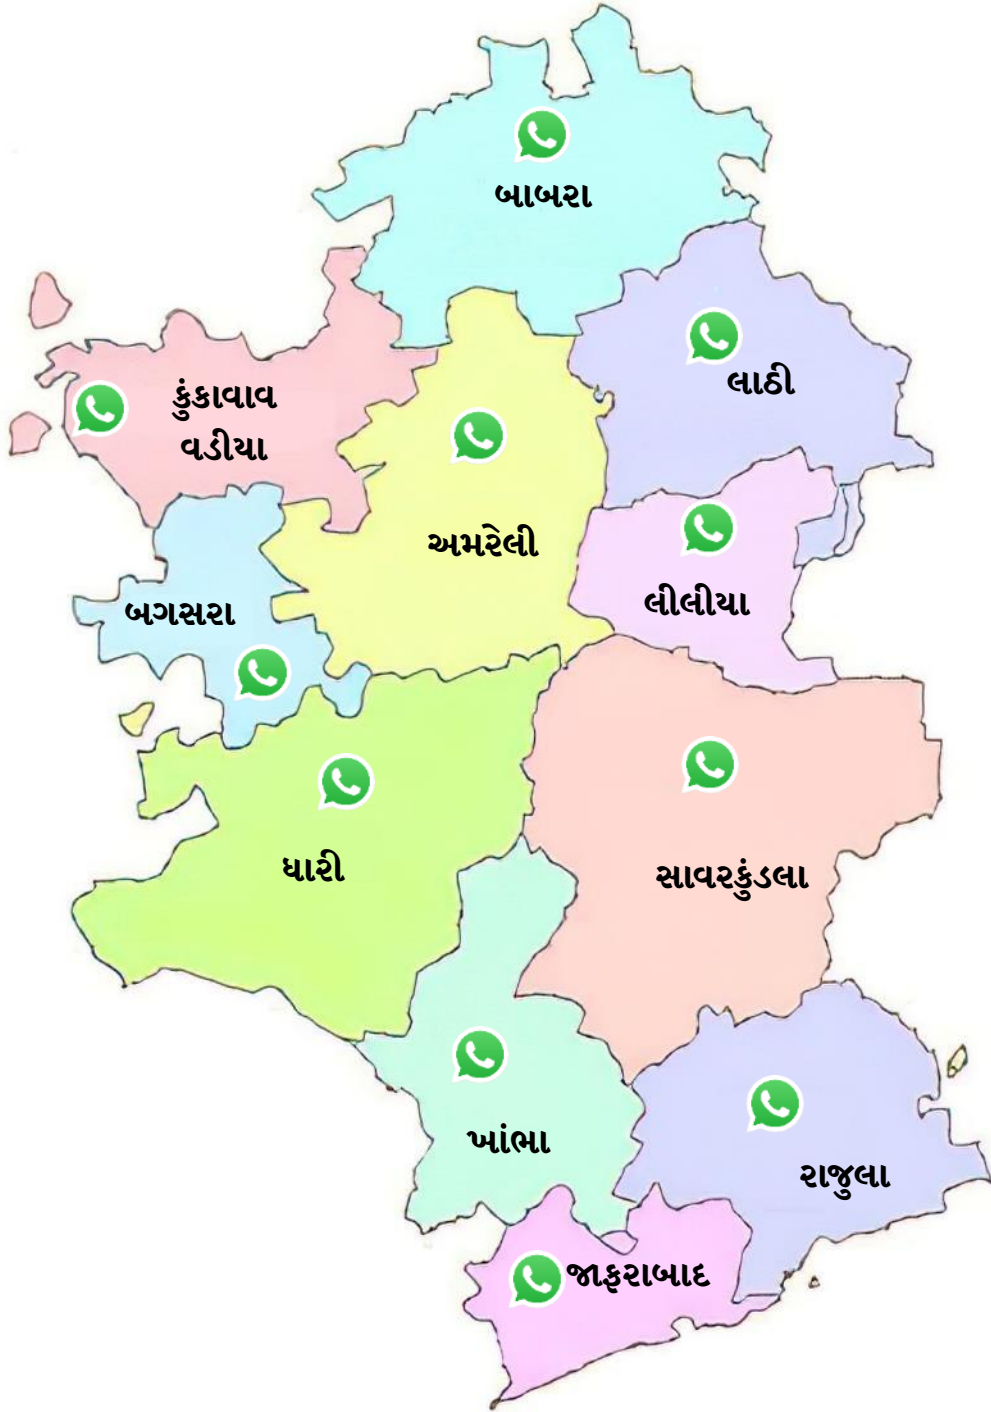 બાબરા
લાઠી
કુંકાવાવ
વડીયા
અમરેલી
લીલીયા
બગસરા
ધારી
સાવરકુંડલા
ખાંભા
રાજુલા
જાફરાબાદ